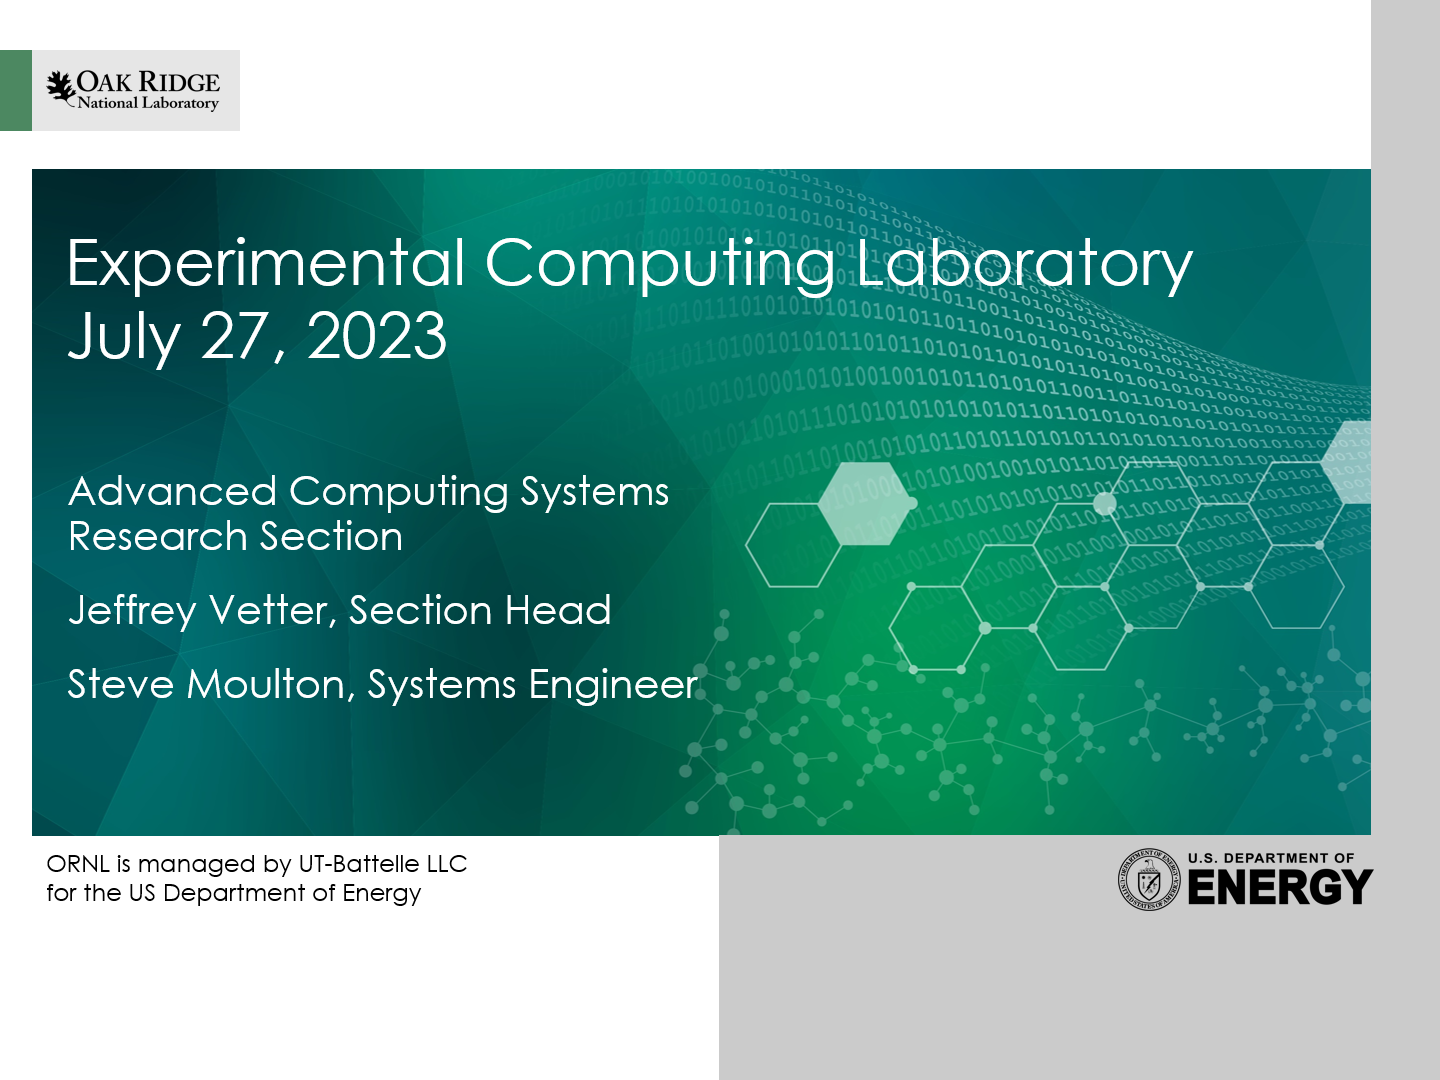 OAK RIDGE
National Laboratory
Experimental Computing Laboratory
July 27, 2023
Advanced Computing Systems
Research Section
Jeffrey Vetter, Section Head
Steve Moulton, Systems Engineer
ORNL is managed by UT-Battelle LLC
for the US Department of Energy
U.S. DEPARTMENT OF
ENERGY